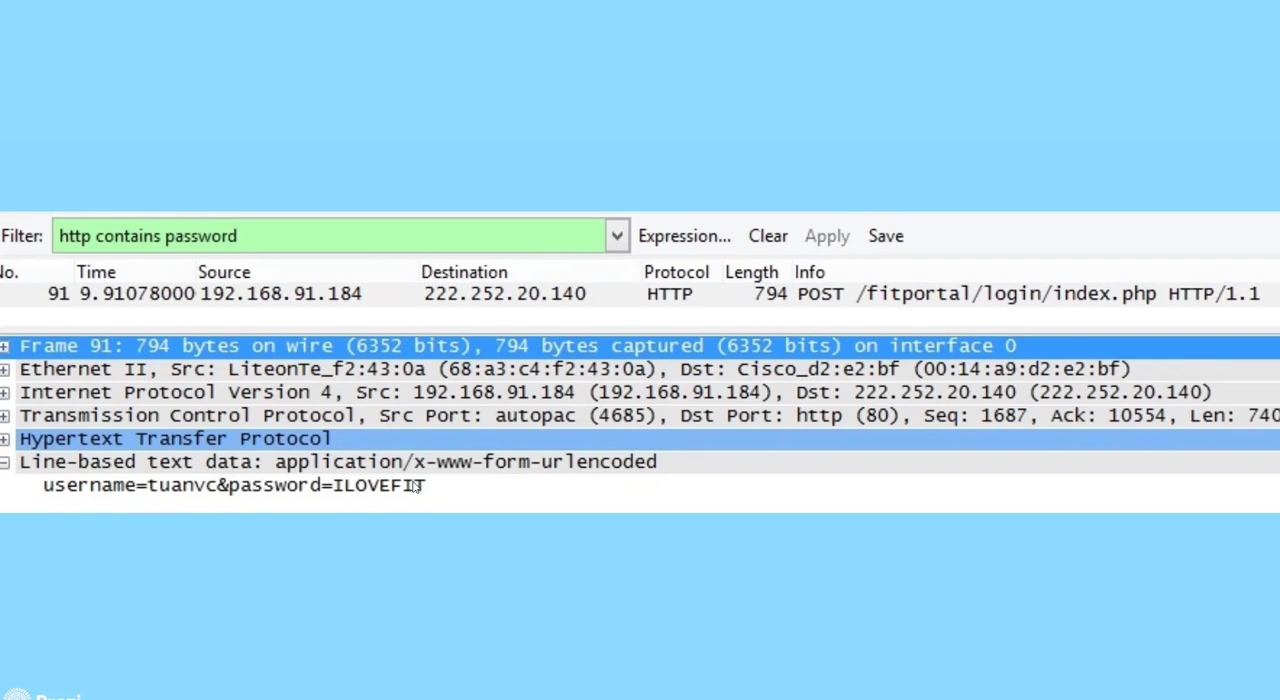 Filter: http contains password Expression... Clear Apply Save
No. Time Source Destination Protocol Length Info
91 9.91078000 192.168.91.184 222.252.20.140 HTTP 794 POST /fitportal/login/index.php HTTP/1.1
Frame 91: 794 bytes on wire (6352 bits), 794 bytes captured (6352 bits) on interface 0
Ethernet II, Src: LiteonTe_f2:43:0a (68:a3:c4:f2:43:0a), Dst: Cisco_d2:e2:bf (00:14:a9:d2:e2:bf)
Internet Protocol Version 4, Src: 192.168.91.184 (192.168.91.184), Dst: 222.252.20.140 (222.252.20.140)
Transmission Control Protocol, Src Port: autopac (4685), Dst Port: http (80), Seq: 1687, Ack: 10554, Len: 740
Hypertext Transfer Protocol
Line-based text data: application/x-www-form-urlencoded
username=tuanvc&password=ILOVEFIT
Prezi